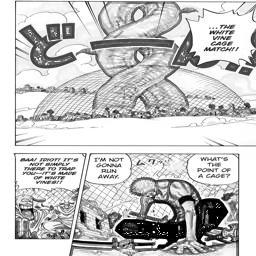 ...THE
WHITE
VINE
CAGE
MATCH!!
ど
WHAT'S
THE
POINT
OF
A CAGE?
I'M NOT
GONNA
RUN
AWAY.
BAA! IDIOT! IT'S
NOT SIMPLY
THERE TO TRAP
YOU—IT'S MADE
OF WHITE
VINES!!